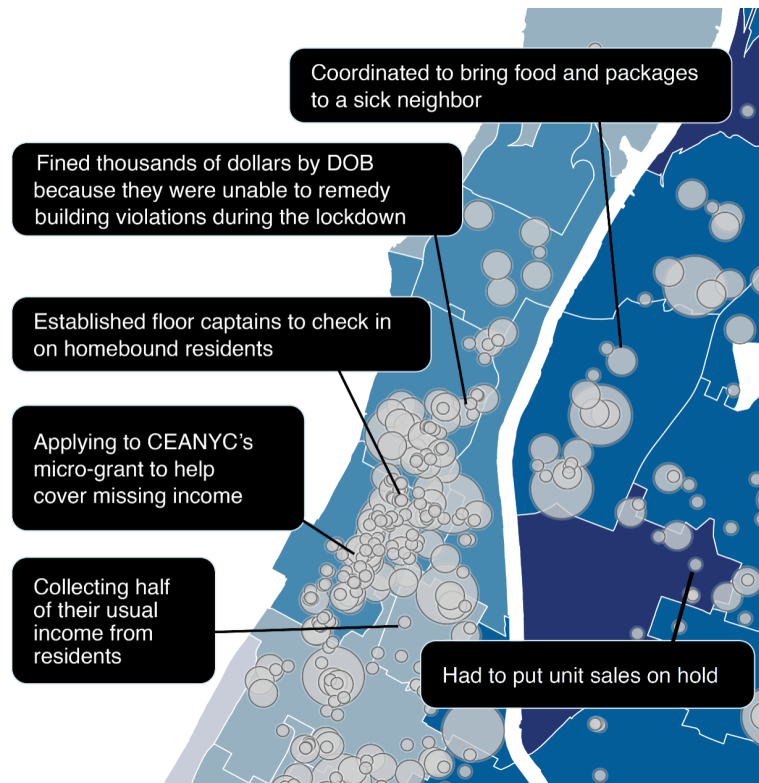 Coordinated to bring food and packages
to a sick neighbor
Fined thousands of dollars by DOB
because they were unable to remedy
building violations during the lockdown
Established floor captains to check in
on homebound residents
Applying to CEANYC’s
micro-grant to help
cover missing income
Collecting half
of their usual
income from
residents
Had to put unit sales on hold